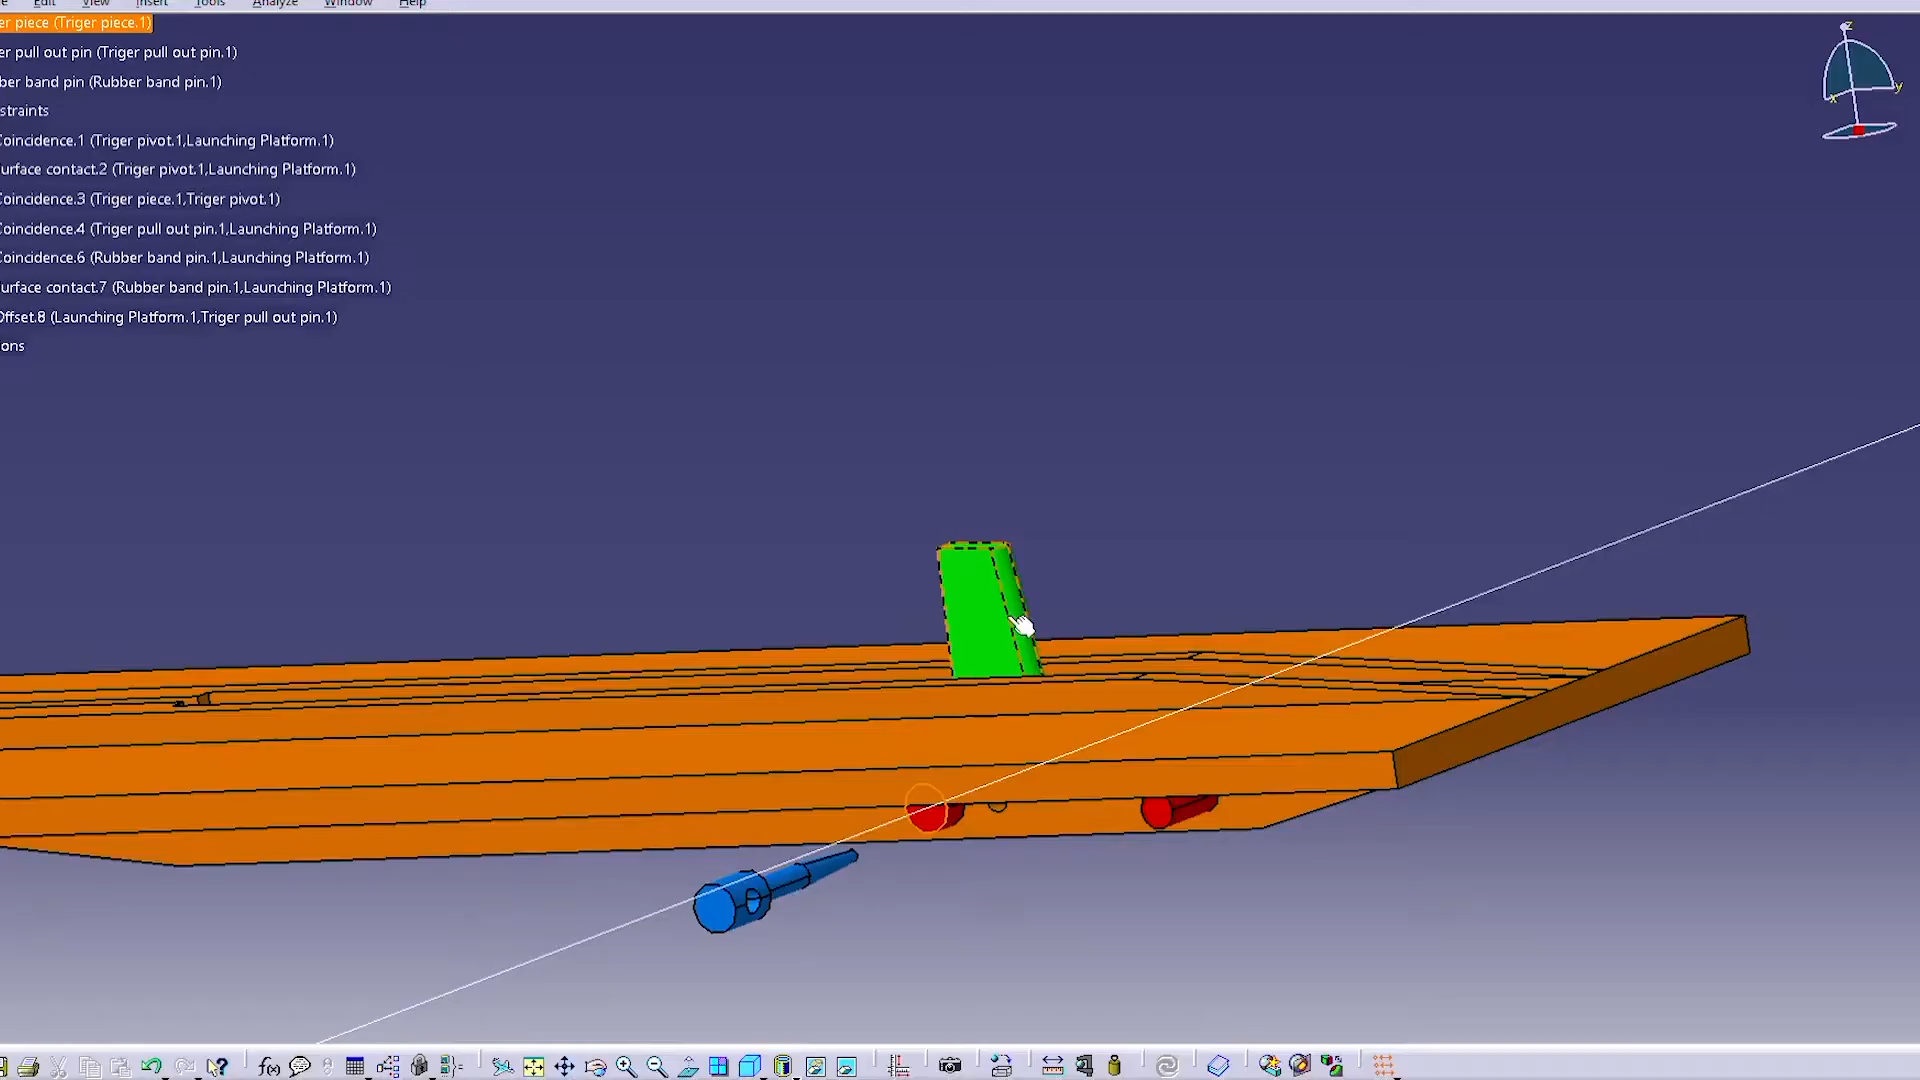 Edit View Insert Tools Analyze Window Help
er piece (Triger piece.1)
er pull out pin (Triger pull out pin.1)
ber band pin (Rubber band pin.1)
straints
Coincidence.1 (Triger pivot.1,Launching Platform.1)
urface contact.2 (Triger pivot.1,Launching Platform.1)
Coincidence.3 (Triger piece.1,Triger pivot.1)
Coincidence.4 (Triger pull out pin.1,Launching Platform.1)
Coincidence.6 (Rubber band pin.1,Launching Platform.1)
urface contact.7 (Rubber band pin.1,Launching Platform.1)
Offset.8 (Launching Platform.1,Triger pull out pin.1)
ons
z
y
x
f(x)